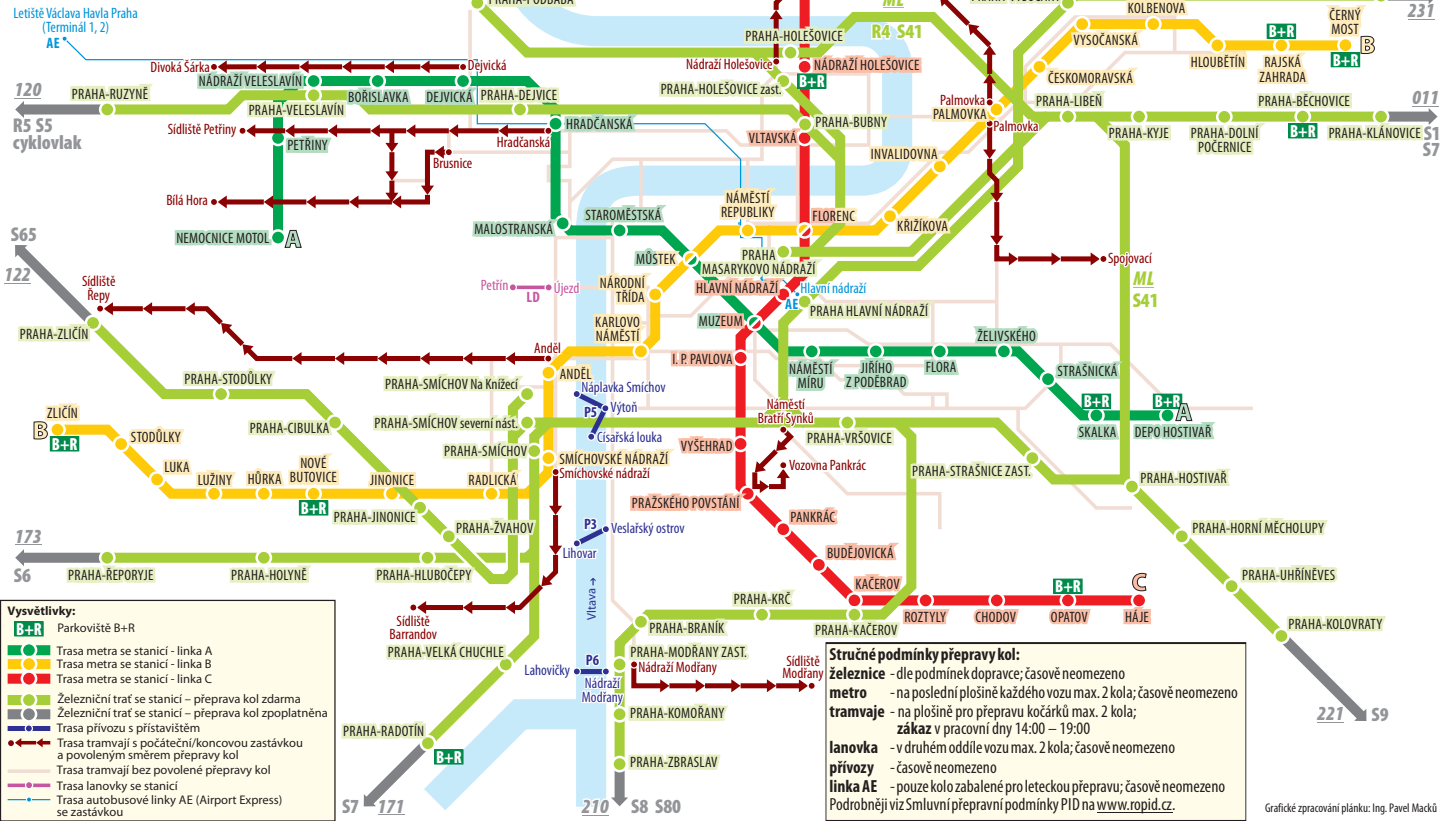 PRAHA-PODBABA
ML
R4 S41
231
Letiště Václava Havla Praha
(Terminál 1, 2)
AE
Divoká Šárka
Dejvická
NÁDRAŽÍ VELESLAVÍN
BOŘISLAVKA
DEJVICKÁ
PRAHA-DEJVICE
PRAHA-VELESLAVÍN
120
R5 S5
cyklovlak
PRAHA-RUZYNĚ
Sídliště Petřiny
PETŘINY
Hradčanská
HRADČANSKÁ
Brusnice
Bílá Hora
NEMOCNICE MOTOL
A
PRAHA-HOLEŠOVICE
Nádraží Holešovice
NÁDRAŽÍ HOLEŠOVICE
B+R
PRAHA-HOLEŠOVICE zast.
PRAHA-BUBNY
VLTAVSKÁ
KOLBENOVA
VYSOČANSKÁ
ČERNÝ
MOST
B
B+R
B+R
HLOUBĚTÍN
RAJSKÁ
ZAHRADA
ČESKOMORAVSKÁ
Palmovka
PALMOVKA
Palmovka
PRAHA-LIBEŇ
PRAHA-BĚCHOVICE
011
S1
S7
PRAHA-KYJE
PRAHA-DOLNÍ
POČERNICE
B+R
PRAHA-KLÁNOVICE
INVALIDOVNA
KŘIŽÍKOVA
FLORENC
NÁMĚSTÍ
REPUBLIKY
MALOSTRANSKÁ
STAROMĚSTSKÁ
MŮSTEK
PRAHA
MASARYKOVO NÁDRAŽÍ
HLAVNÍ NÁDRAŽÍ
Hlavní nádraží
AE
PRAHA HLAVNÍ NÁDRAŽÍ
Spojovací
ML
S41
S65
122
Sídliště
Řepy
PRAHA-ZLIČÍN
Petřín
LD
Újezd
NÁRODNÍ
TŘÍDA
KARLOVO
NÁMĚSTÍ
MUZEUM
I. P. PAVLOVA
NÁMĚSTÍ
MÍRU
JIŘÍHO
Z PODĚBRAD
FLORA
ŽELIVSKÉHO
STRAŠNICKÁ
B+R
SKALKA
B+R
A
DEPO HOSTIVAŘ
PRAHA-STODŮLKY
Anděl
ANDĚL
PRAHA-SMÍCHOV Na Knížecí
Náplavka Smíchov
Výtoň
P5
Císařská louka
Náměstí
Bratří Synků
PRAHA-SMÍCHOV severní nást.
PRAHA-SMÍCHOV
SMÍCHOVSKÉ NÁDRAŽÍ
Smíchovské nádraží
ZLIČÍN
B
B+R
STODŮLKY
LUKA
LUŽINY
HŮRKA
NOVÉ
BUTOVICE
B+R
JINONICE
RADLICKÁ
PRAHA-CIBULKA
PRAHA-JINONICE
PRAHA-ŽVAHOV
VYŠEHRAD
Vozovna Pankrác
PRAHA-VRŠOVICE
PRAHA-STRAŠNICE ZAST.
PRAHA-HOSTIVAŘ
PRAŽSKÉHO POVSTÁNÍ
PANKRÁC
BUDĚJOVICKÁ
KAČEROV
ROZTYLY
CHODOV
B+R
OPATOV
C
HÁJE
PRAHA-HORNÍ MĚCHOLUPY
PRAHA-UHŘÍNĚVES
PRAHA-KOLOVRATY
221
S9
173
S6
PRAHA-ŘEPORYJE
PRAHA-HOLYNĚ
PRAHA-HLUBOČEPY
P3
Veslařský ostrov
Lihovar
Vltava →
Sídliště
Barrandov
PRAHA-VELKÁ CHUCHLE
PRAHA-KRČ
PRAHA-KAČEROV
PRAHA-BRANÍK
PRAHA-MODŘANY ZAST.
Nádraží Modřany
Sídliště
Modřany
Lahovičky
P6
Nádraží
Modřany
PRAHA-KOMOŘANY
PRAHA-ZBRASLAV
PRAHA-RADOTÍN
B+R
S7
171
210
S8 S80
Vysvětlivky:
B+R Parkoviště B+R
Trasa metra se stanicí - linka A
Trasa metra se stanicí - linka B
Trasa metra se stanicí - linka C
Železniční trať se stanicí – přeprava kol zdarma
Železniční trať se stanicí – přeprava kol zpoplatněna
Trasa přívozu s přístavištěm
Trasa tramvají s počáteční/koncovou zastávkou
a povoleným směrem přepravy kol
Trasa tramvají bez povolené přepravy kol
Trasa lanovky se stanicí
Trasa autobusové linky AE (Airport Express)
se zastávkou
Stručné podmínky přepravy kol:
železnice - dle podmínek dopravce; časově neomezeno
metro - na poslední plošině každého vozu max. 2 kola; časově neomezeno
tramvaje - na plošině pro přepravu kočárků max. 2 kola;
zákaz v pracovní dny 14:00 – 19:00
lanovka - v druhém oddíle vozu max. 2 kola; časově neomezeno
přívozy - časově neomezeno
linka AE - pouze kolo zabalené pro leteckou přepravu; časově neomezeno
Podrobněji viz Smluvní přepravní podmínky PID na www.ropid.cz.
Grafické zpracování plánku: Ing. Pavel Macků